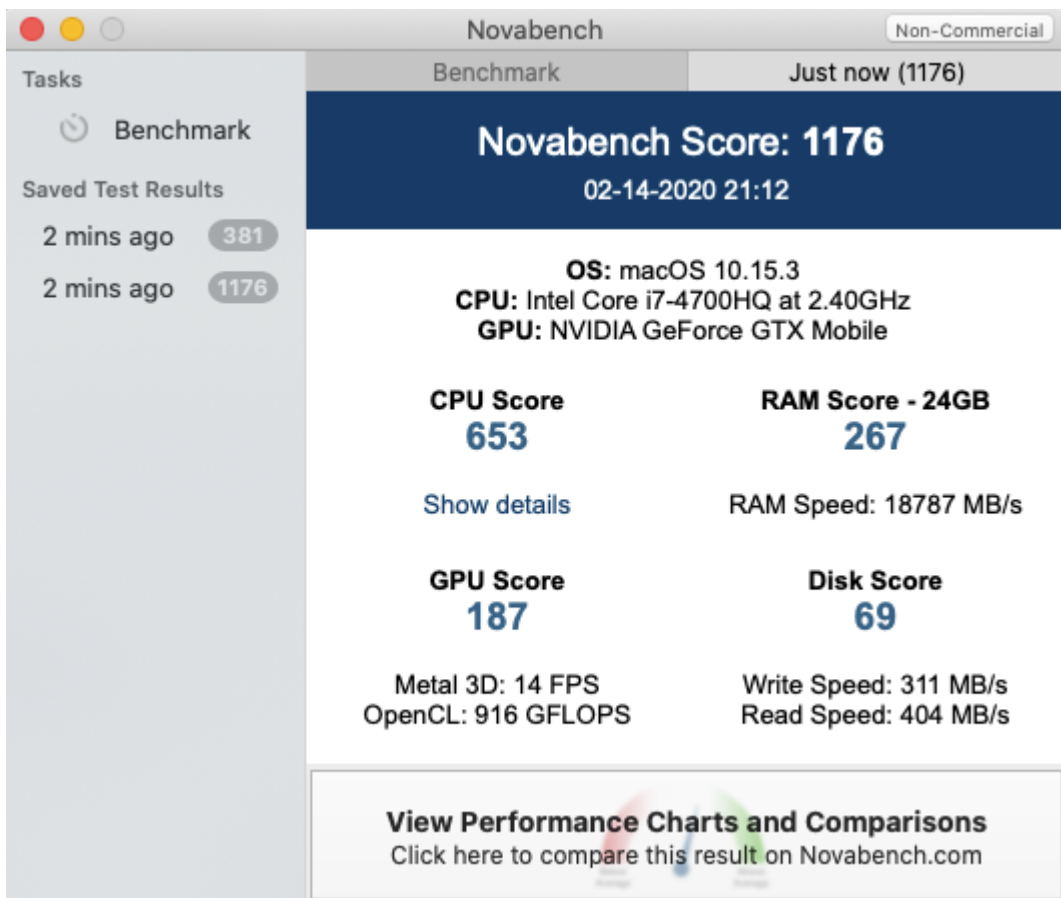 Novabench
Non-Commercial
Tasks
Benchmark
Saved Test Results
2 mins ago 381
2 mins ago 1176
Benchmark
Just now (1176)
Novabench Score: 1176
02-14-2020 21:12
OS: macOS 10.15.3
CPU: Intel Core i7-4700HQ at 2.40GHz
GPU: NVIDIA GeForce GTX Mobile
CPU Score
653
Show details
RAM Score - 24GB
267
RAM Speed: 18787 MB/s
GPU Score
187
Metal 3D: 14 FPS
OpenCL: 916 GFLOPS
Disk Score
69
Write Speed: 311 MB/s
Read Speed: 404 MB/s
View Performance Charts and Comparisons
Click here to compare this result on Novabench.com